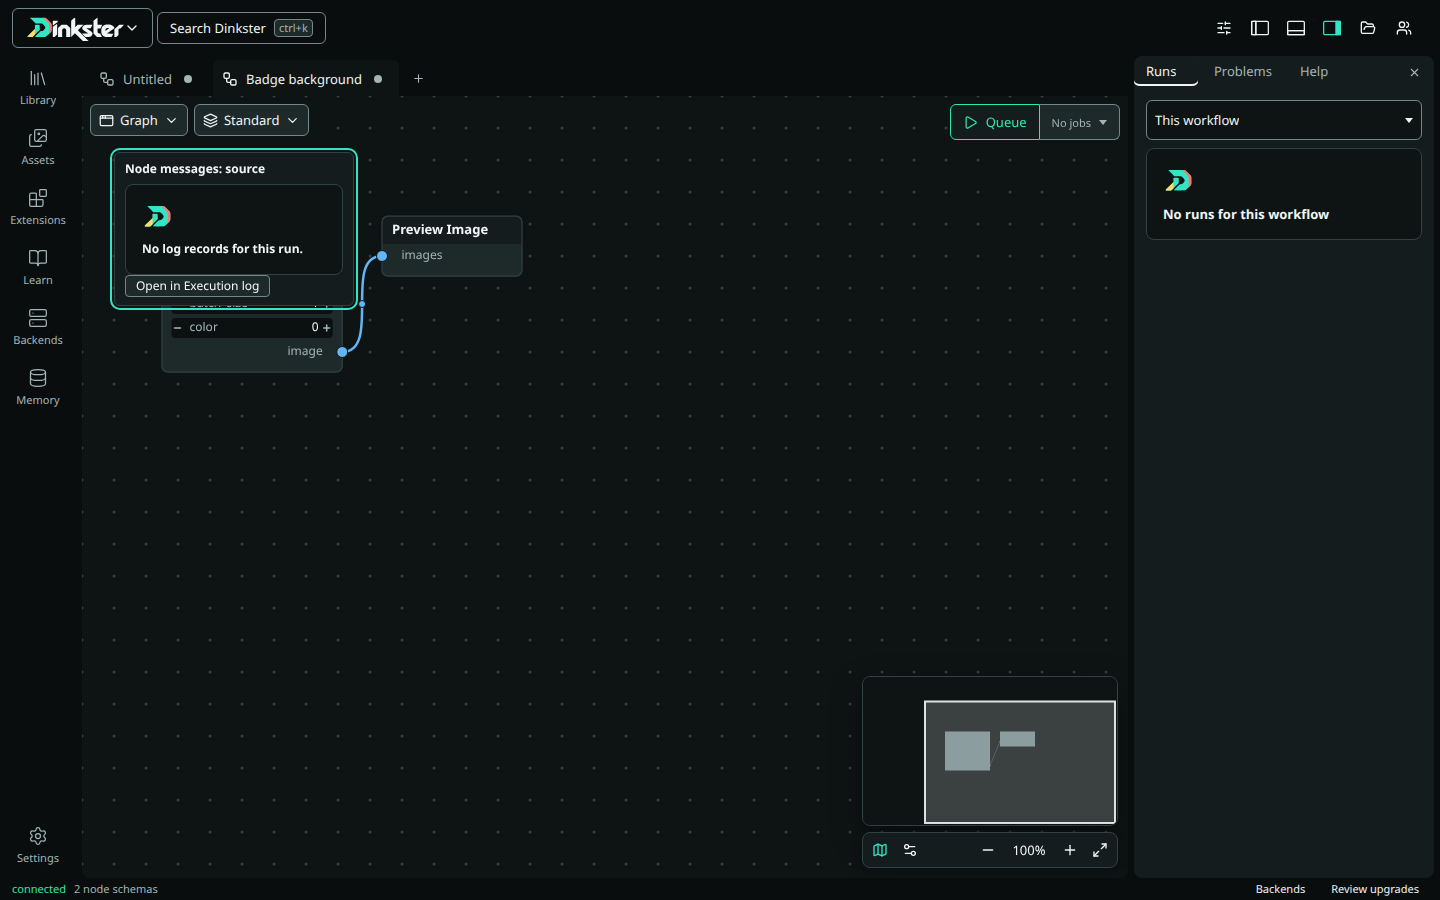 Dinkster
Search Dinkster ctrl+k
Library
Assets
Extensions
Learn
Backends
Memory
Settings
Untitled
Badge background
Graph
Standard
Queue
No jobs
Node messages: source
No log records for this run.
Open in Execution log
color 0
image
Preview Image
images
100%
Runs
Problems
Help
This workflow
No runs for this workflow
connected
2 node schemas
Backends
Review upgrades